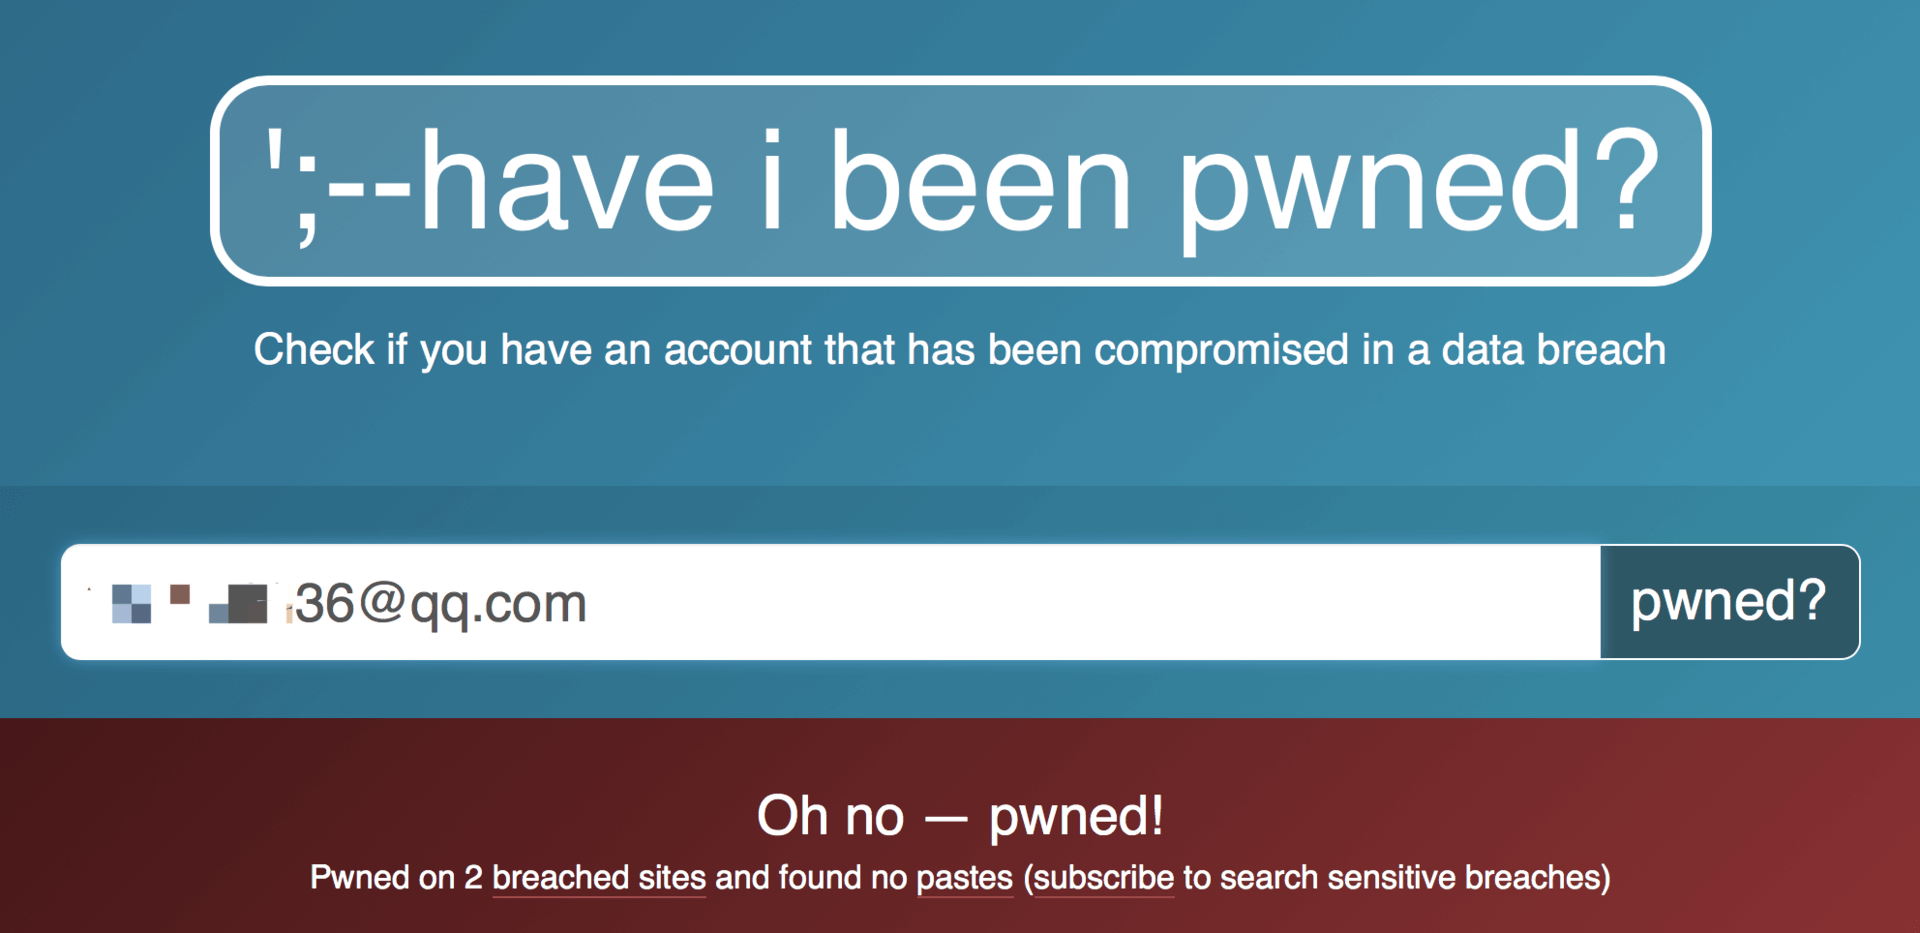 ';--have i been pwned?
Check if you have an account that has been compromised in a data breach
36@qq.com
pwned?
Oh no — pwned!
Pwned on 2 breached sites and found no pastes (subscribe to search sensitive breaches)